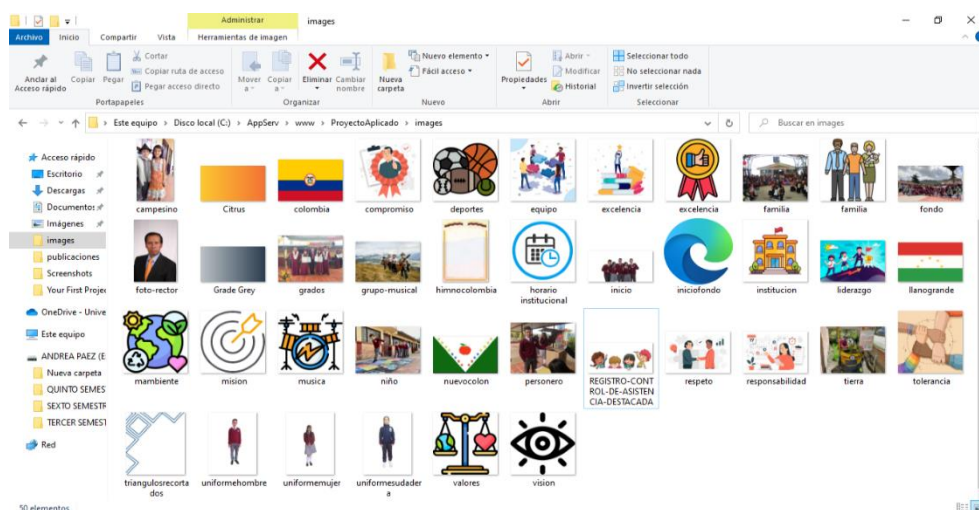 Administrar
images
Archivo
Inicio
Compartir
Vista
Herramientas de imagen
Anclar al
Acceso rápido
Copiar
Pegar
Cortar
Copiar ruta de acceso
Pegar acceso directo
Portapapeles
Mover
a
Copiar
a
Eliminar
Cambiar
nombre
Organizar
Nueva
carpeta
Nuevo elemento
Fácil acceso
Nuevo
Propiedades
Abrir
Modificar
Historial
Abrir
Seleccionar todo
No seleccionar nada
Invertir selección
Seleccionar
Este equipo › Disco local (C:) › AppServ › www › ProyectoAplicado › images
Buscar en images
Acceso rápido
Escritorio
Descargas
Documentos
Imágenes
images
publicaciones
Screenshots
Your First Projec
OneDrive - Unive
Este equipo
ANDREA PAEZ (E:
Nueva carpeta
QUINTO SEMES
SEXTO SEMESTR
TERCER SEMEST
Red
campesino
Citrus
colombia
compromiso
deportes
equipo
excelencia
excelencia
familia
familia
fondo
foto-rector
Grade Grey
grados
grupo-musical
himnocolombia
horario
institucional
inicio
iniciofondo
institucion
liderazgo
llanogrande
mambiente
mision
musica
niño
nuevocolon
personero
REGISTRO-CONT
ROL-DE-ASISTEN
CIA-DESTACADA
respeto
responsabilidad
tierra
tolerancia
triangulosrecorta
dos
uniformehombre
uniformemujer
uniformesudader
a
valores
vision
50 elementos